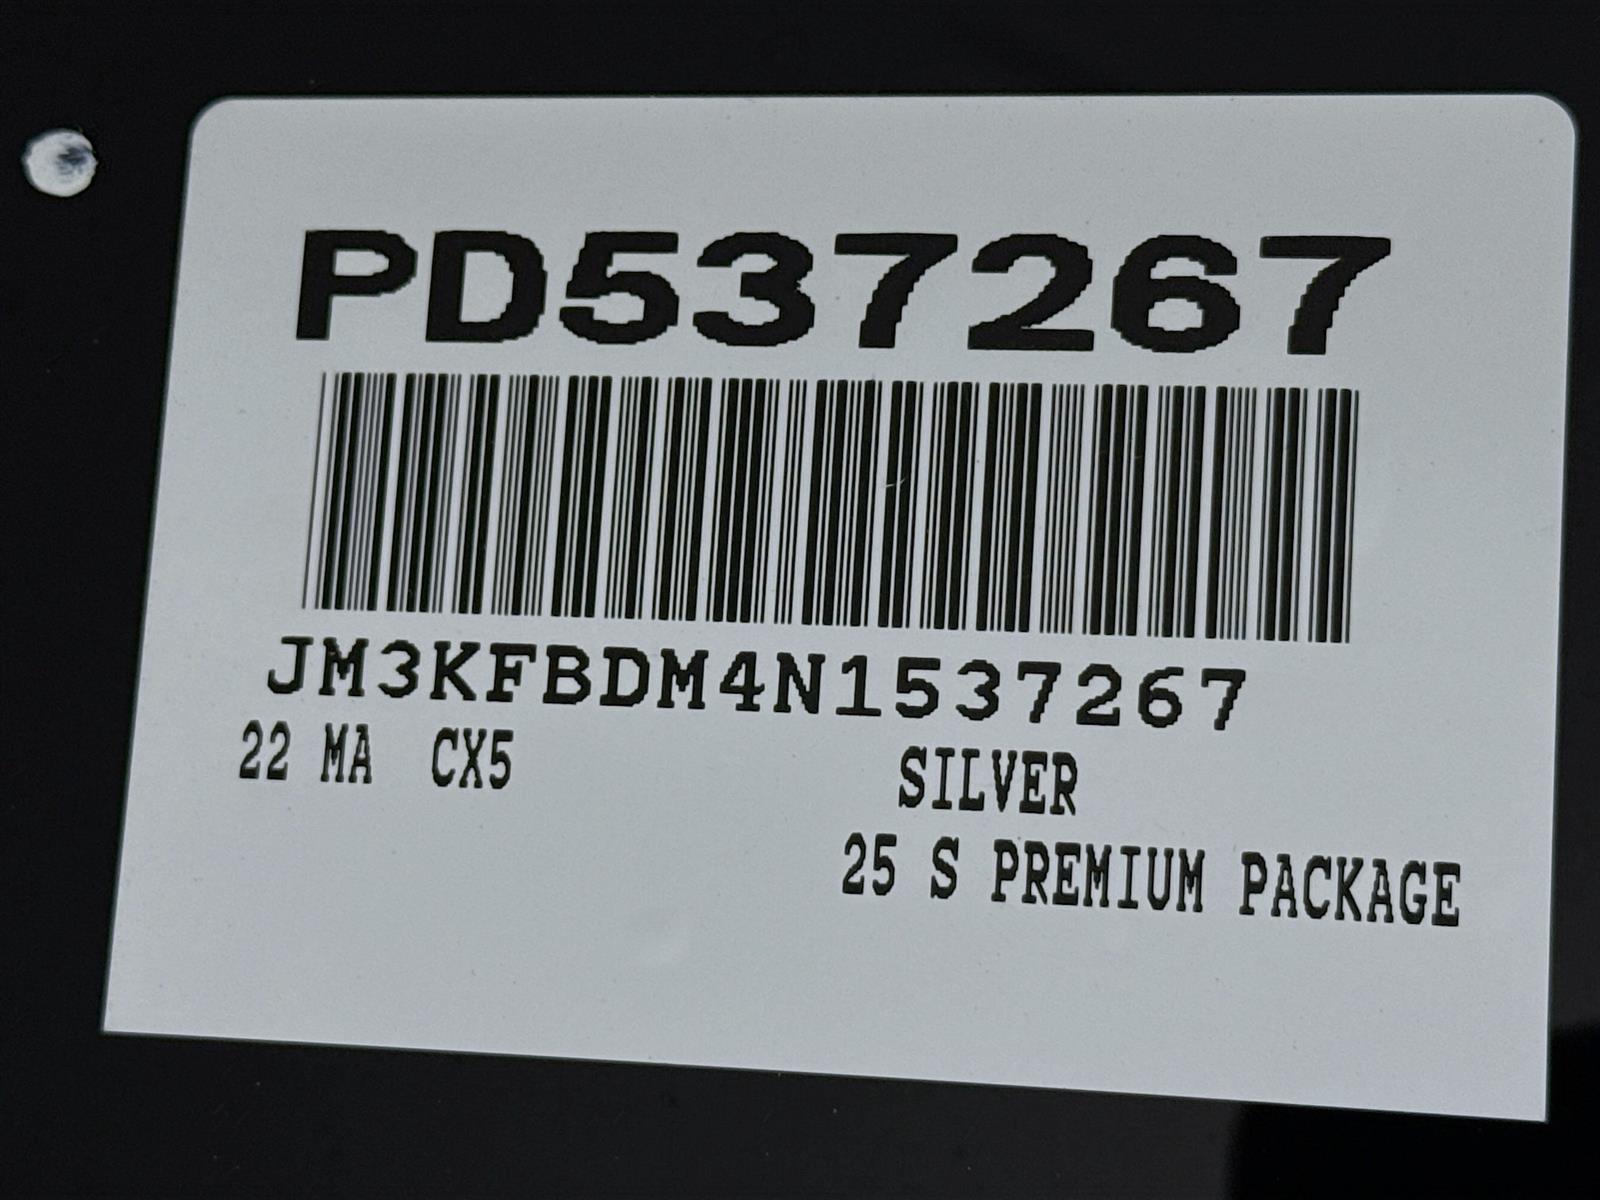 PD537267
JM3KFBDM4N1537267
22 MA CX5 SILVER
25 S PREMIUM PACKAGE